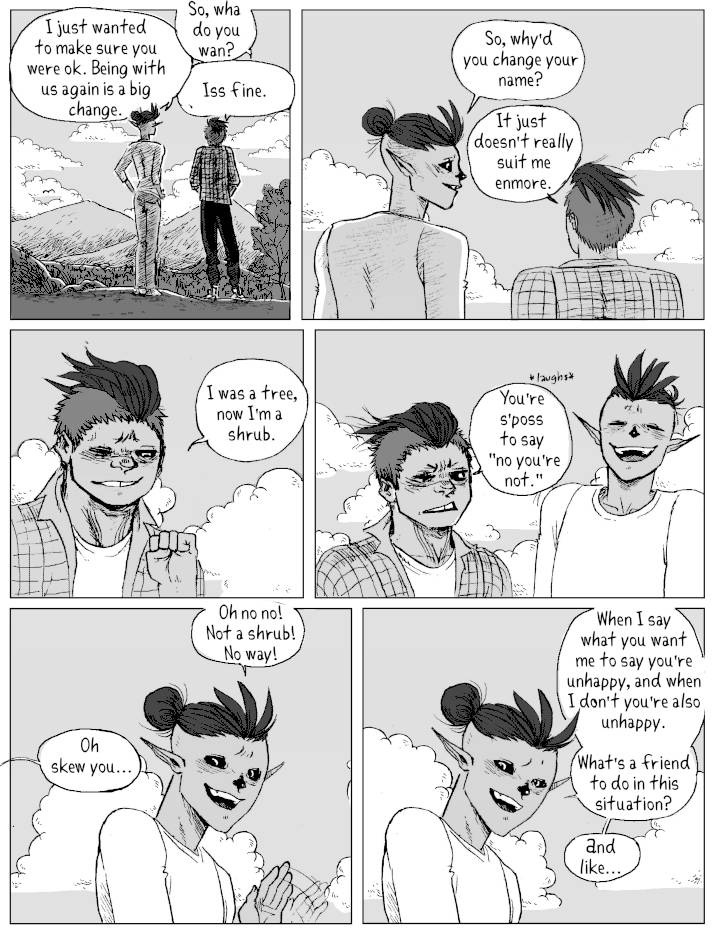 I just wanted
to make sure you
were ok. Being with
us again is a big
change.
So, wha
do you
wan?
Iss fine.
So, why'd
you change your
name?
It just
doesn't really
suit me
enmore.
I was a tree,
now I'm a
shrub.
*laughs*
You're
s'poss
to say
"no you're
not."
Oh no no!
Not a shrub!
No way!
Oh
skew you...
When I say
what you want
me to say you're
unhappy, and when
I don't you're also
unhappy.
What's a friend
to do in this
situation?
and
like...